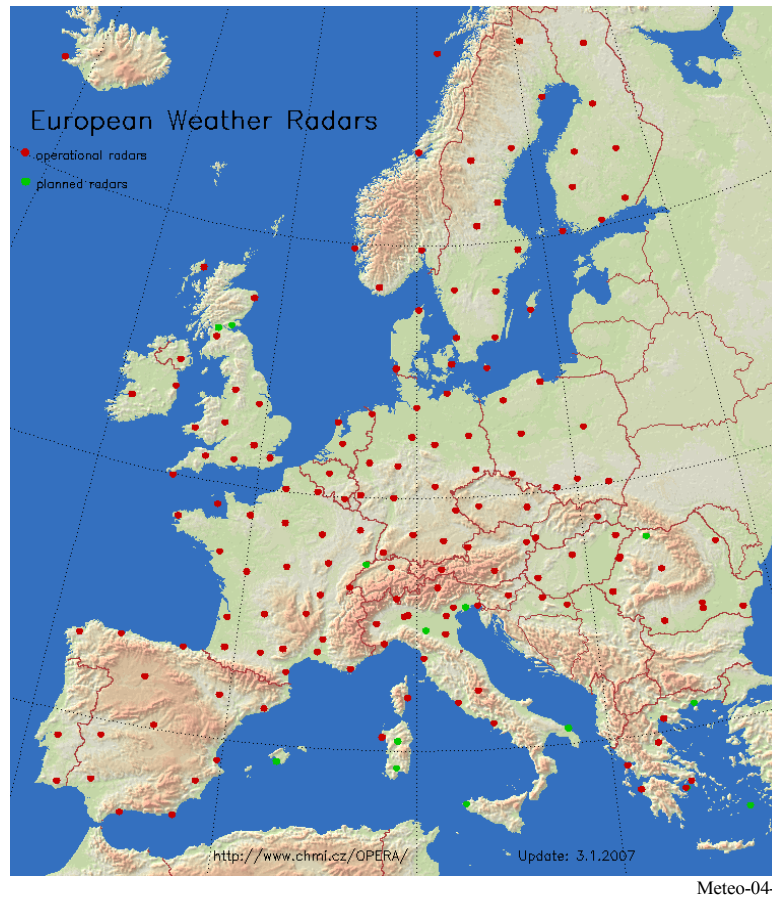 European Weather Radars
operational radars
planned radars
http://www.chmi.cz/OPERA/
Update: 3.1.2007
Meteo-04-